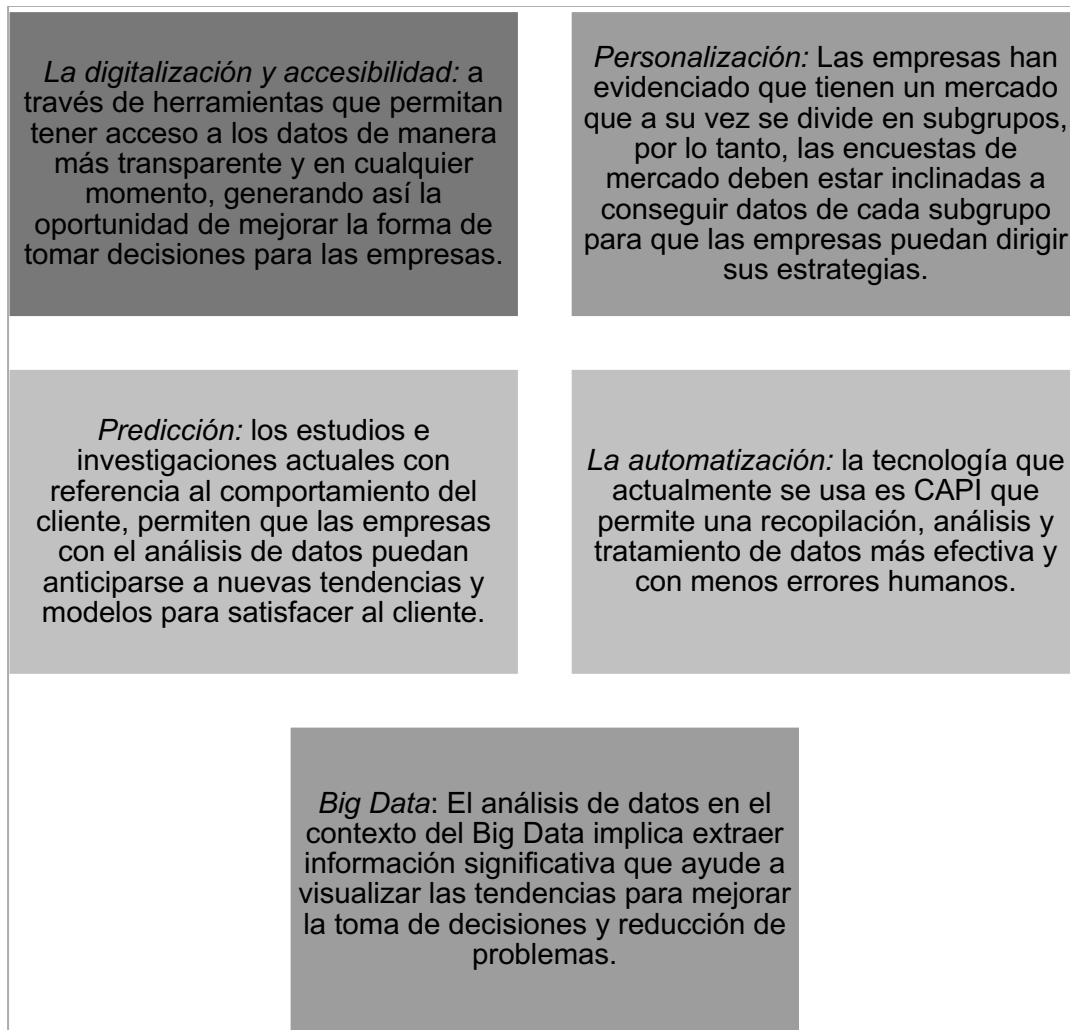 La digitalización y accesibilidad: a
través de herramientas que permitan
tener acceso a los datos de manera
más transparente y en cualquier
momento, generando así la
oportunidad de mejorar la forma de
tomar decisiones para las empresas.
Personalización: Las empresas han
evidenciado que tienen un mercado
que a su vez se divide en subgrupos,
por lo tanto, las encuestas de
mercado deben estar inclinadas a
conseguir datos de cada subgrupo
para que las empresas puedan dirigir
sus estrategias.
Predicción: los estudios e
investigaciones actuales con
referencia al comportamiento del
cliente, permiten que las empresas
con el análisis de datos puedan
anticiparse a nuevas tendencias y
modelos para satisfacer al cliente.
La automatización: la tecnología que
actualmente se usa es CAPI que
permite una recopilación, análisis y
tratamiento de datos más efectiva y
con menos errores humanos.
Big Data: El análisis de datos en el
contexto del Big Data implica extraer
información significativa que ayude a
visualizar las tendencias para mejorar
la toma de decisiones y reducción de
problemas.